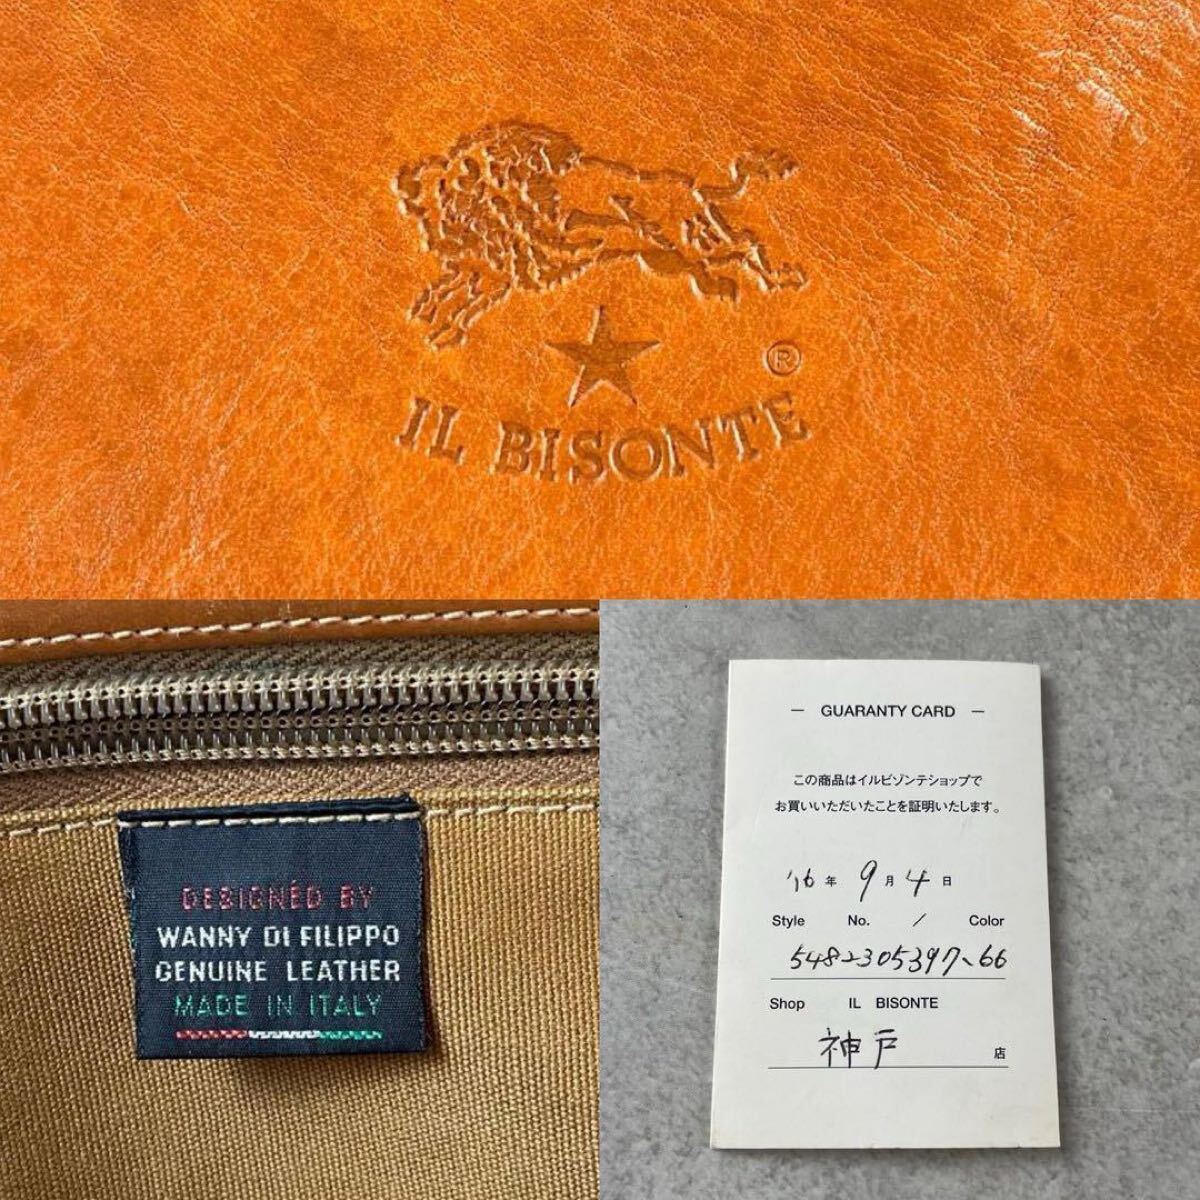 ®
IL BISONTE
DESIGNÉD BY
WANNY DI FILIPPO
GENUINE LEATHER
MADE IN ITALY
— GUARANTY CARD —
この商品はイルビゾンテショップで
お買いいただいたことを証明いたします。
'16年 9月 4日
Style No. / Color
5482305397、66
Shop IL BISONTE
神戸 店